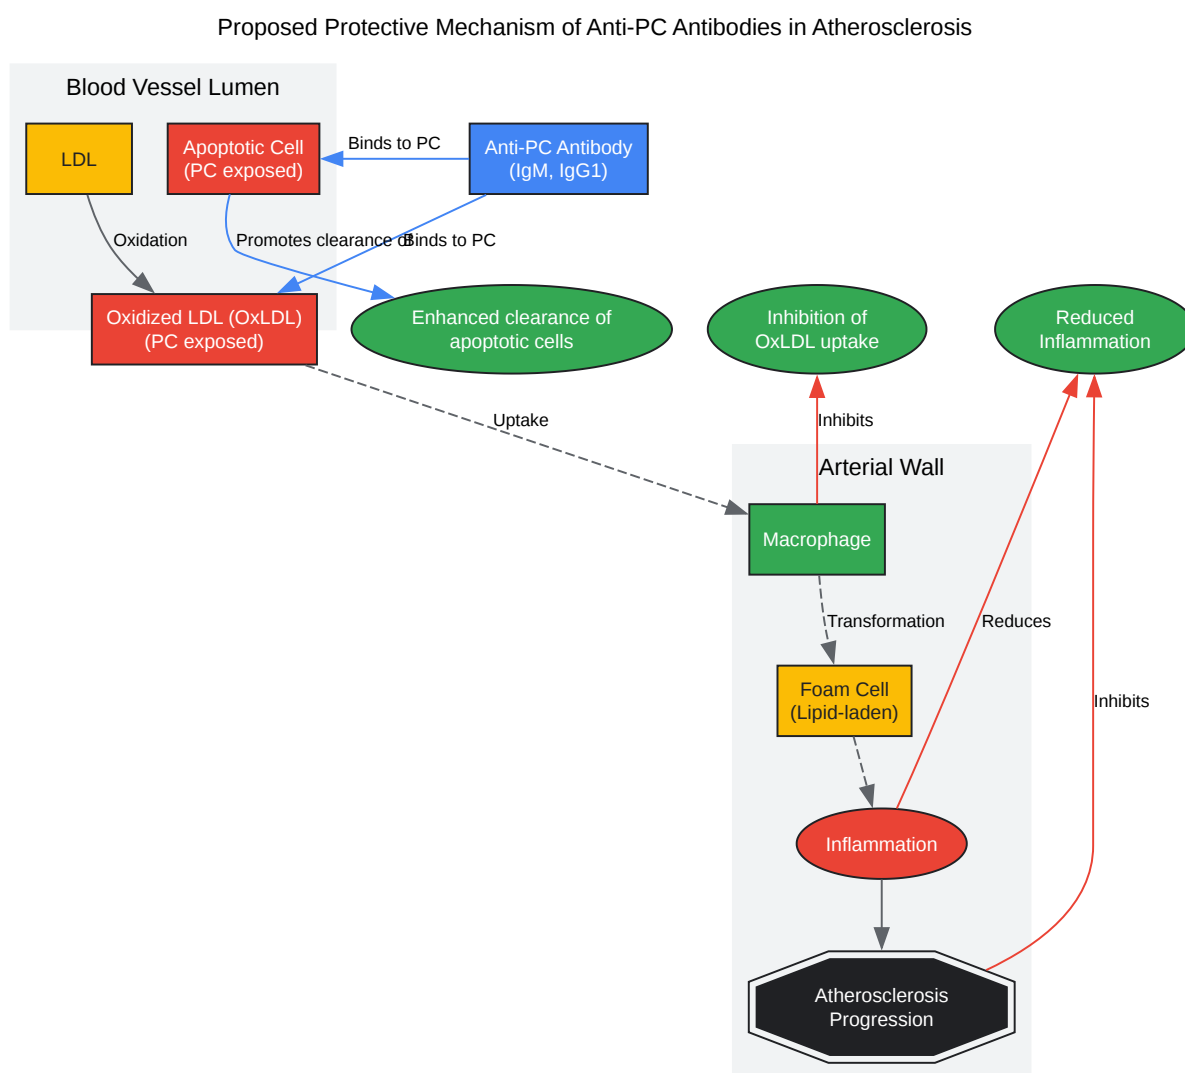 Proposed Protective Mechanism of Anti-PC Antibodies in Atherosclerosis
Blood Vessel Lumen
LDL
Apoptotic Cell
(PC exposed)
Binds to PC
Anti-PC Antibody
(IgM, IgG1)
Oxidation
Promotes clearance of
Binds to PC
Oxidized LDL (OxLDL)
(PC exposed)
Enhanced clearance of
apoptotic cells
Inhibition of
OxLDL uptake
Reduced
Inflammation
Uptake
Inhibits
Arterial Wall
Macrophage
Transformation
Reduces
Foam Cell
(Lipid-laden)
Inhibits
Inflammation
Atherosclerosis
Progression